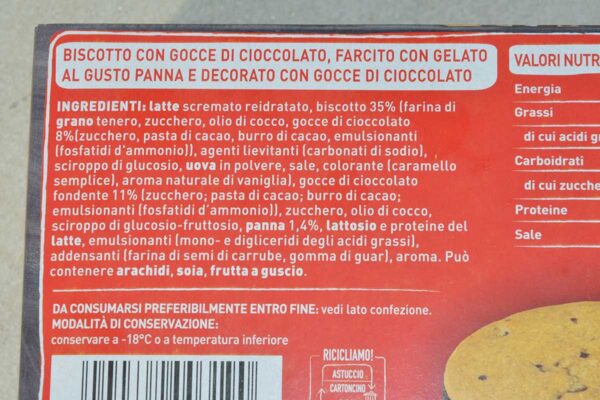 BISCOTTO CON GOCCE DI CIOCCOLATO, FARCITO CON GELATO
AL GUSTO PANNA E DECORATO CON GOCCE DI CIOCCOLATO
INGREDIENTI: latte scremato reidratato, biscotto 35% (farina di
grano tenero, zucchero, olio di cocco, gocce di cioccolato
8%(zucchero, pasta di cacao, burro di cacao, emulsionanti
(fosfatidi d'ammonio)), agenti lievitanti (carbonati di sodio),
sciroppo di glucosio, uova in polvere, sale, colorante (caramello
semplice), aroma naturale di vaniglia), gocce di cioccolato
fondente 11% (zucchero; pasta di cacao; burro di cacao;
emulsionanti (fosfatidi d'ammonio)), zucchero, olio di cocco,
sciroppo di glucosio-fruttosio, panna 1,4%, lattosio e proteine del
latte, emulsionanti (mono- e digliceridi degli acidi grassi),
addensanti (farina di semi di carrube, gomma di guar), aroma. Può
contenere arachidi, soia, frutta a guscio.
DA CONSUMARSI PREFERIBILMENTE ENTRO FINE: vedi lato confezione.
MODALITÀ DI CONSERVAZIONE:
conservare a -18°C o a temperatura inferiore
RICICLIAMO!
ASTUCCIO
CARTONCINO
VALORI NUTR
Energia
Grassi
di cui acidi g
Carboidrati
di cui zucche
Proteine
Sale